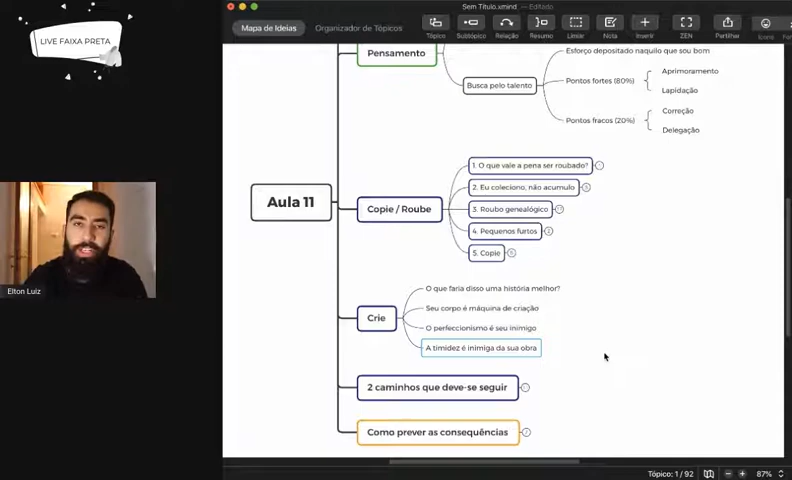 LIVE FAIXA PRETA
Elton Luiz
Sem Título.xmind — Editado
Mapa de Ideias
Organizador de Tópicos
Tópico
Subtópico
Relação
Resumo
Limite
Nota
Inserir
ZEN
Partilhar
Ícons
Aula 11
Pensamento
Esforço depositado naquilo que sou bom
Busca pelo talento
Pontos fortes (80%)
Aprimoramento
Lapidação
Pontos fracos (20%)
Correção
Delegação
Copie / Roube
1. O que vale a pena ser roubado?
2. Eu coleciono, não acumulo
3. Roubo genealógico
4. Pequenos furtos
5. Copie
Crie
O que faria disso uma história melhor?
Seu corpo é máquina de criação
O perfeccionismo é seu inimigo
A timidez é inimiga da sua obra
2 caminhos que deve-se seguir
Como prever as consequências
Tópico: 1 / 92
87%